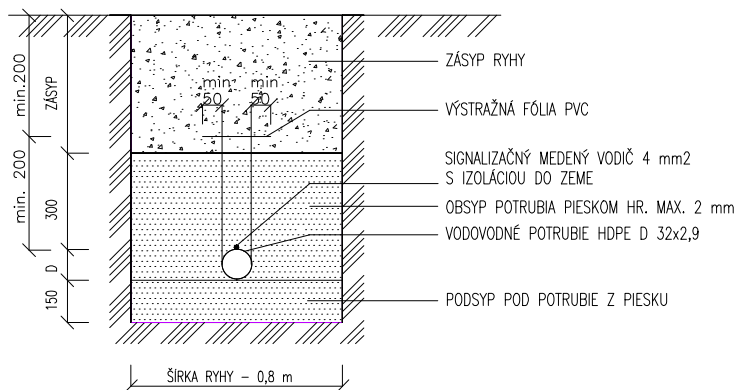 min.200
ZÁSYP
min min
50 50
min. 200
300
D
150
ZÁSYP RYHY
VÝSTRAŽNÁ FÓLIA PVC
SIGNALIZAČNÝ MEDENÝ VODIČ 4 mm2
S IZOLÁCIOU DO ZEME
OBSYP POTRUBIA PIESKOM HR. MAX. 2 mm
VODOVODNÉ POTRUBIE HDPE D 32x2,9
PODSYP POD POTRUBIE Z PIESKU
ŠÍRKA RYHY – 0,8 m